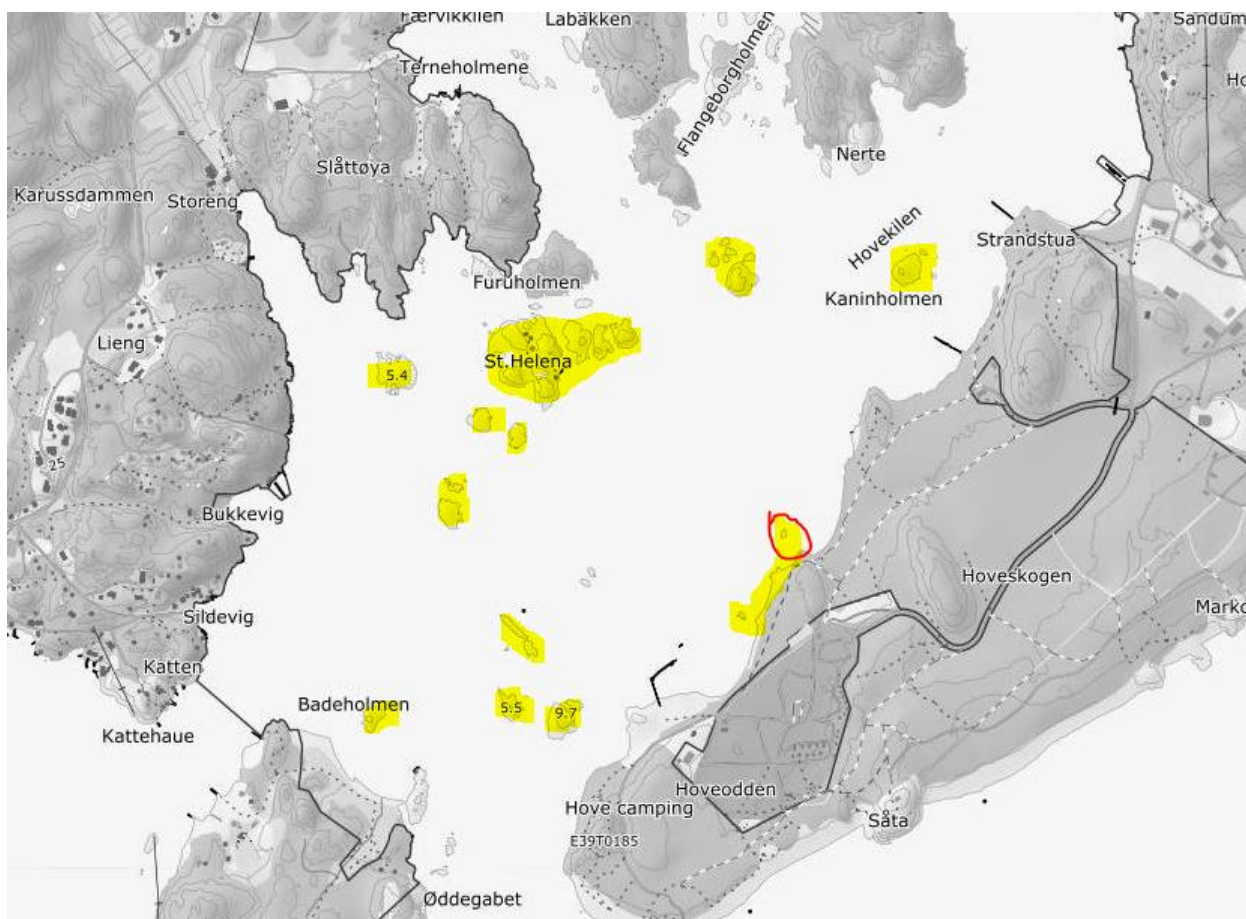 Færvikkilen
Labåkken
Sandum
Terneholmene
Flangeborgholmen
Nerte
Slåttøya
Karussdammen
Storeng
Hovekilen
Strandstua
Furuholmen
Kaninholmen
Lieng
St.Helena
5.4
25
Bukkevig
Hoveskogen
Sildevig
Katten
Badeholmen
5.5
9.7
Kattehaue
Hoveodden
Hove camping
Såta
E39T0185
Øddegabet